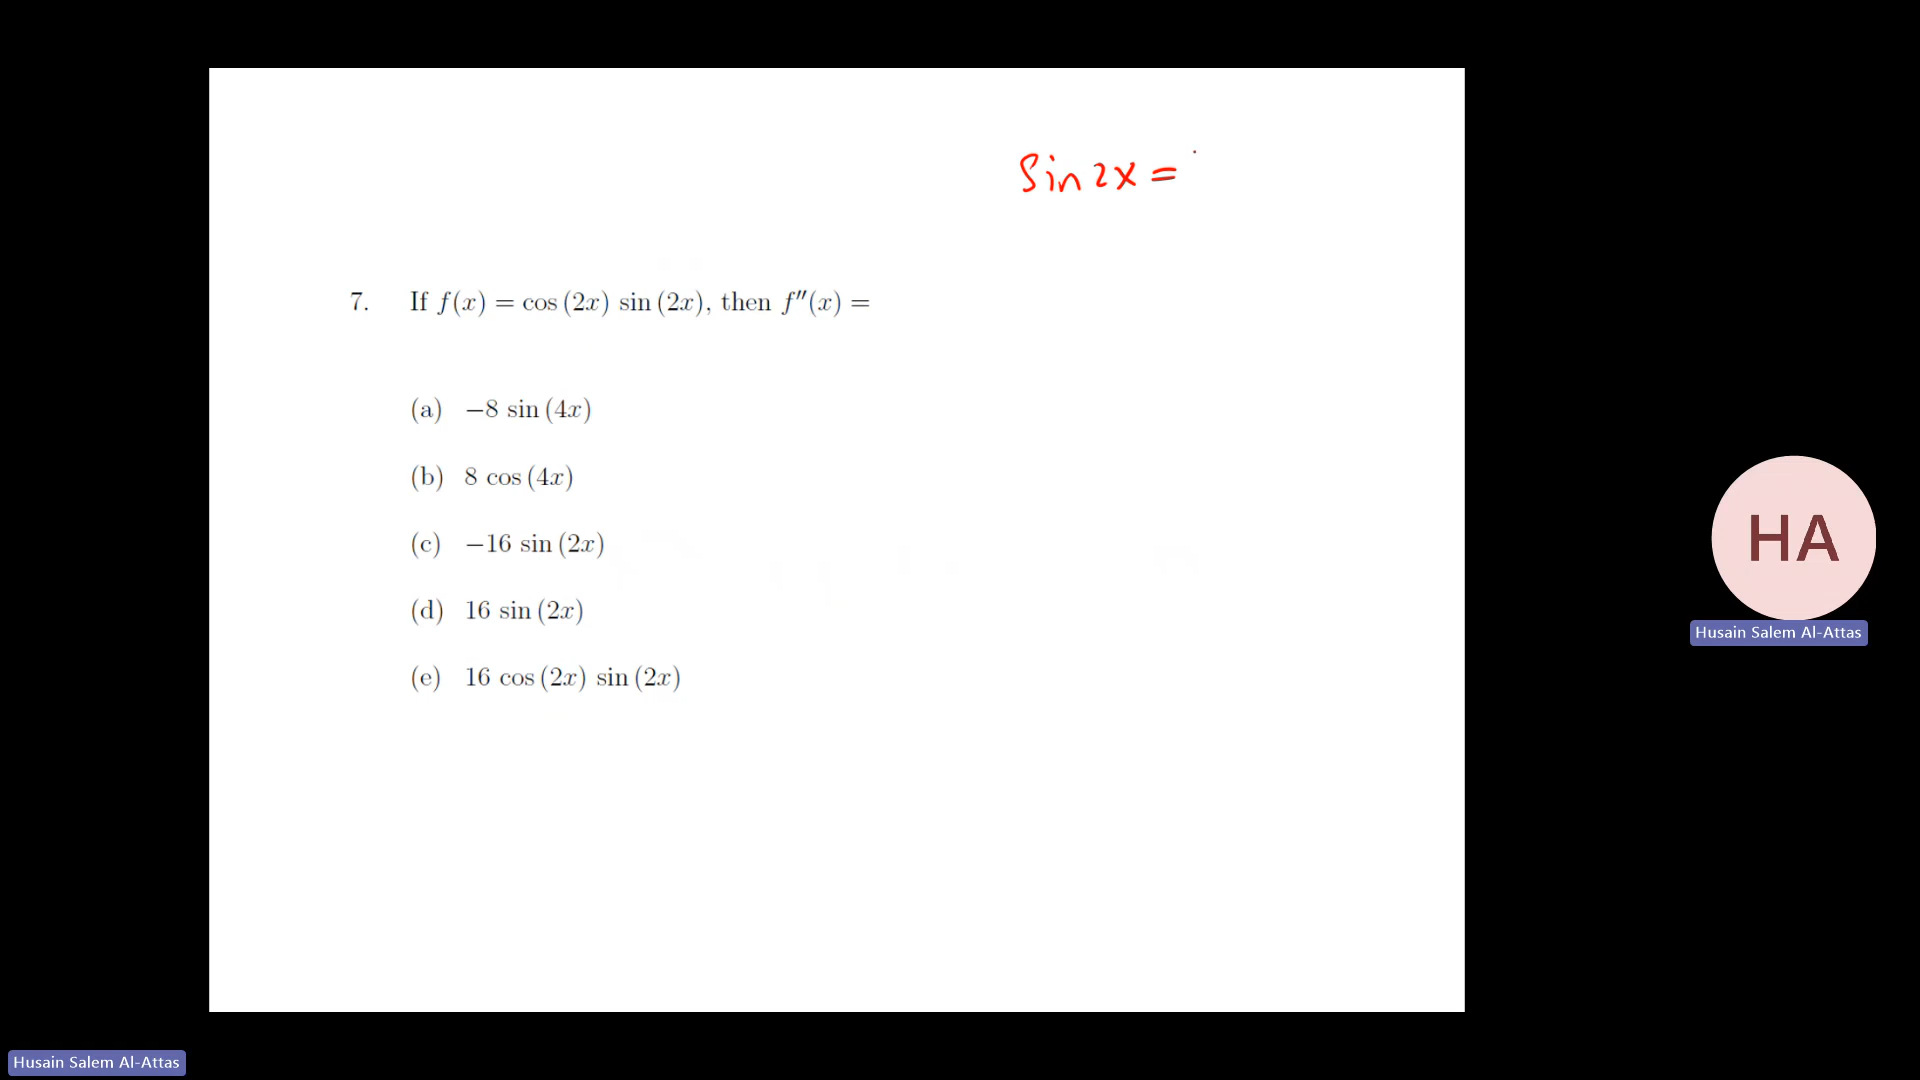 Sin 2x =
7. If f(x) = cos (2x) sin (2x), then f″(x) =
(a) −8 sin (4x)
(b) 8 cos (4x)
(c) −16 sin (2x)
(d) 16 sin (2x)
(e) 16 cos (2x) sin (2x)
HA
Husain Salem Al-Attas
Husain Salem Al-Attas